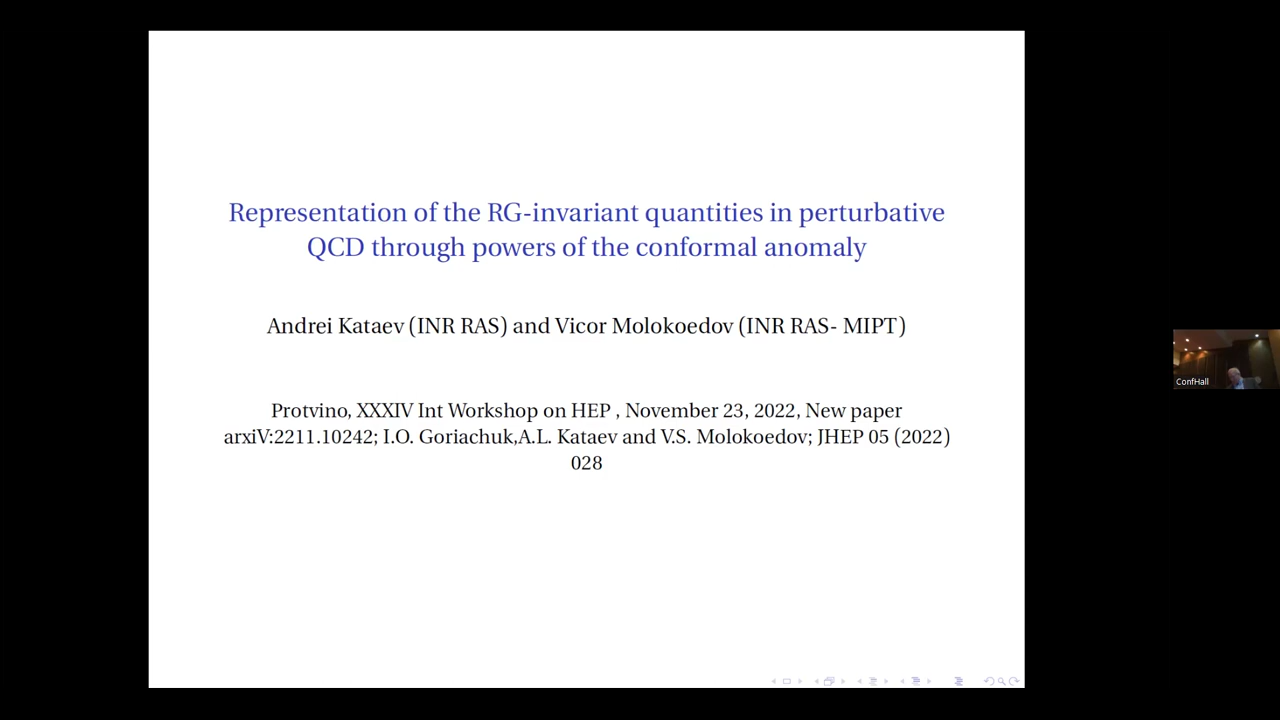 Representation of the RG-invariant quantities in perturbative
QCD through powers of the conformal anomaly
Andrei Kataev (INR RAS) and Vicor Molokoedov (INR RAS- MIPT)
Protvino, XXXIV Int Workshop on HEP , November 23, 2022, New paper
arxiV:2211.10242; I.O. Goriachuk,A.L. Kataev and V.S. Molokoedov; JHEP 05 (2022)
028
ConfHall